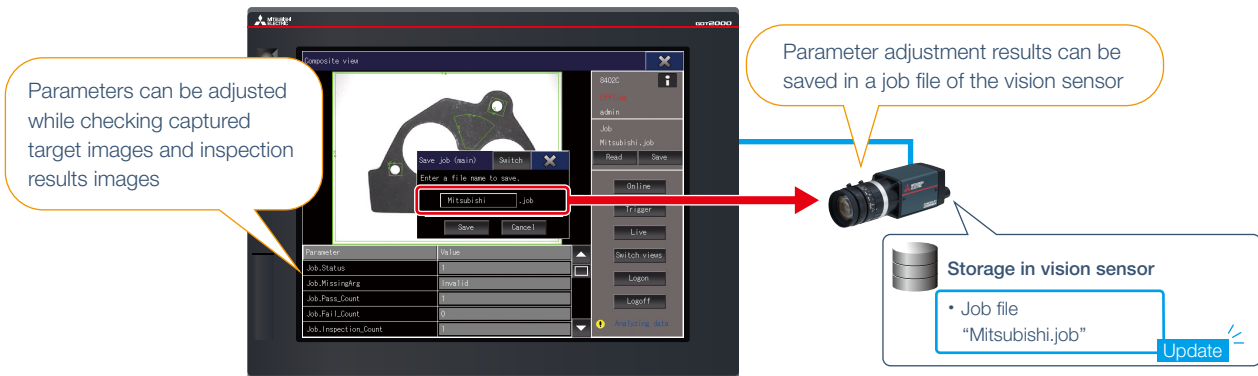 MITSUBISHI
ELECTRIC
GOT2000
Parameters can be adjusted
while checking captured
target images and inspection
results images
Composite view
8402C
Offline
admin
Job
Mitsubishi.job
Read Save
Save job (main) Switch
Enter a file name to save.
Mitsubishi .job
Save Cancel
Online
Trigger
Live
Switch views
Logon
Logoff
Analyzing data
Parameter Value
Job.Status 1
Job.MissingArg Invalid
Job.Pass_Count 1
Job.Fail_Count 0
Job.Inspection_Count 1
Parameter adjustment results can be
saved in a job file of the vision sensor
Storage in vision sensor
• Job file
“Mitsubishi.job”
Update